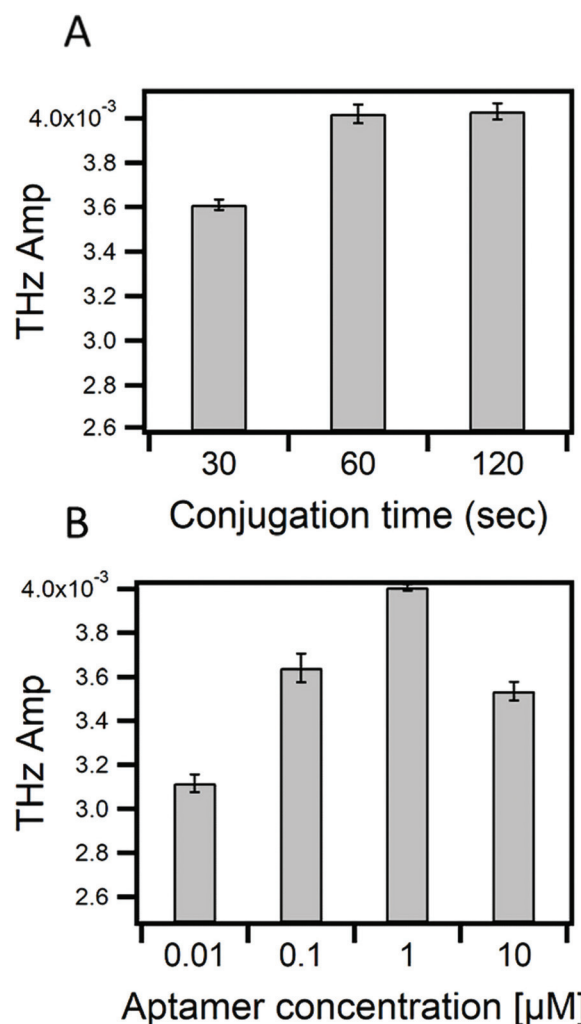 A
4.0x10⁻³
3.8
3.6
3.4
3.2
3.0
2.8
2.6
THz Amp
30 60 120
Conjugation time (sec)
B
4.0x10⁻³
3.8
3.6
3.4
3.2
3.0
2.8
2.6
THz Amp
0.01 0.1 1 10
Aptamer concentration [µM]